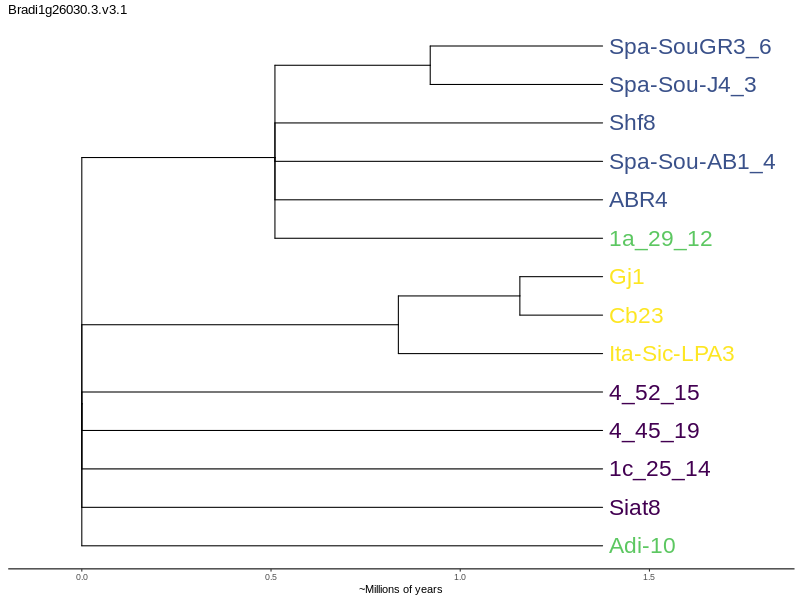 Bradi1g26030.3.v3.1
Spa-SouGR3_6
Spa-Sou-J4_3
Shf8
Spa-Sou-AB1_4
ABR4
1a_29_12
Gj1
Cb23
Ita-Sic-LPA3
4_52_15
4_45_19
1c_25_14
Siat8
Adi-10
0.0 0.5 1.0 1.5
~Millions of years